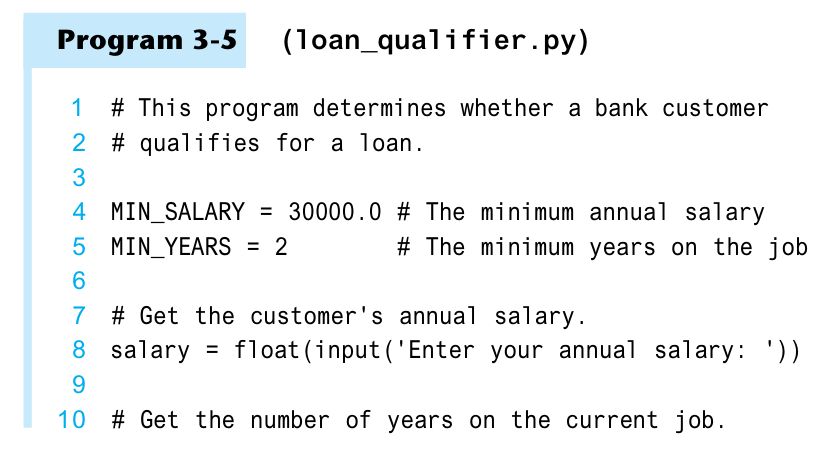 Program 3-5 (loan_qualifier.py)
1 # This program determines whether a bank customer
2 # qualifies for a loan.
3
4 MIN_SALARY = 30000.0 # The minimum annual salary
5 MIN_YEARS = 2        # The minimum years on the job
6
7 # Get the customer's annual salary.
8 salary = float(input('Enter your annual salary: '))
9
10 # Get the number of years on the current job.